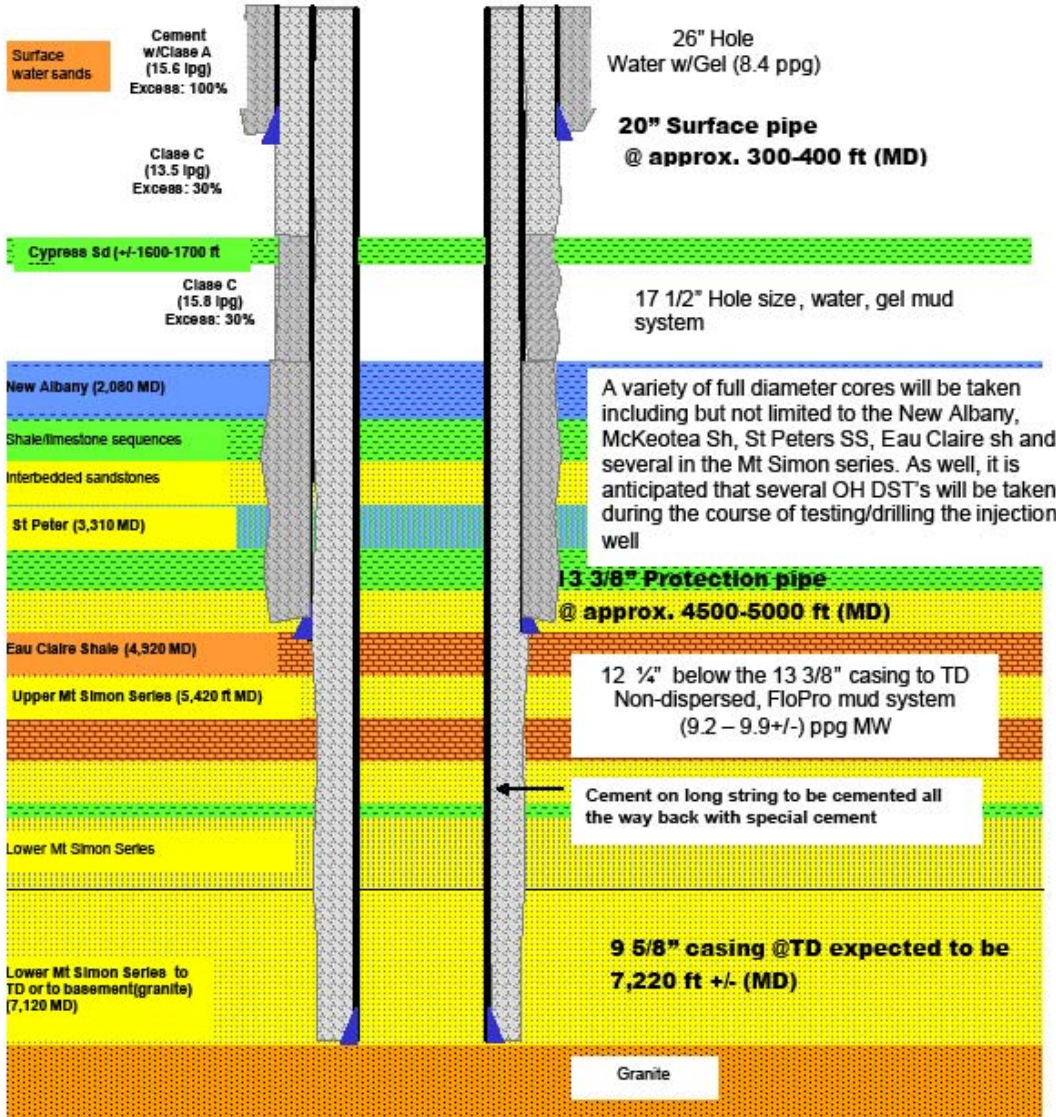 Surface
water sands
Cement
w/Clase A
(15.6 lpg)
Excess: 100%
26" Hole
Water w/Gel (8.4 ppg)
20” Surface pipe
@ approx. 300-400 ft (MD)
Clase C
(13.5 lpg)
Excess: 30%
Cypress Sd (+/-1600-1700 ft
Clase C
(15.8 lpg)
Excess: 30%
17 1/2" Hole size, water, gel mud
system
New Albany (2,080 MD)
Shale/limestone sequences
Interbedded sandstones
St Peter (3,310 MD)
A variety of full diameter cores will be taken
including but not limited to the New Albany,
McKeotea Sh, St Peters SS, Eau Claire sh and
several in the Mt Simon series. As well, it is
anticipated that several OH DST's will be taken
during the course of testing/drilling the injection
well
13 3/8” Protection pipe
@ approx. 4500-5000 ft (MD)
Eau Claire Shale (4,920 MD)
Upper Mt Simon Series (5,420 ft MD)
12 ¼" below the 13 3/8" casing to TD
Non-dispersed, FloPro mud system
(9.2 – 9.9+/-) ppg MW
Cement on long string to be cemented all
the way back with special cement
Lower Mt Simon Series
9 5/8” casing @TD expected to be
7,220 ft +/- (MD)
Lower Mt Simon Series to
TD or to basement(granite)
(7,120 MD)
Granite